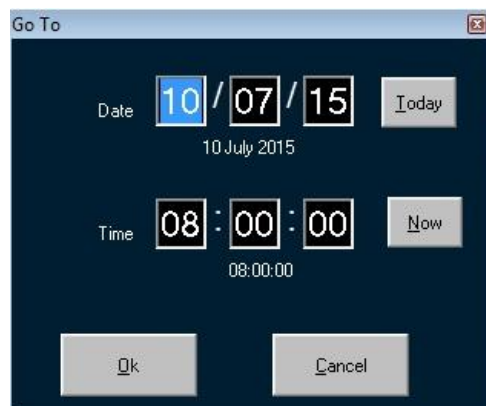 Go To
Date 10 / 07 / 15 Today
10 July 2015
Time 08 : 00 : 00 Now
08:00:00
Ok Cancel